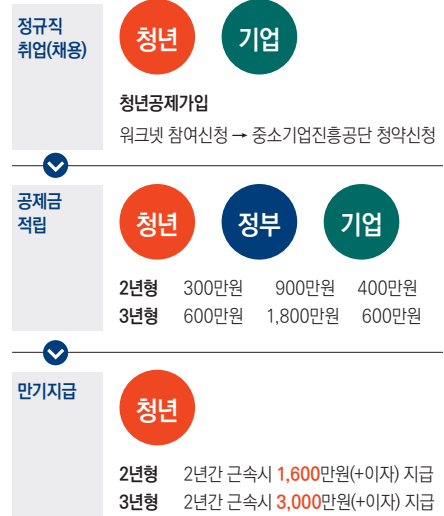 정규직
취업(채용)
청년 기업
청년공제가입
워크넷 참여신청 → 중소기업진흥공단 청약신청
공제금
적립
청년 정부 기업
2년형 300만원 900만원 400만원
3년형 600만원 1,800만원 600만원
만기지급
청년
2년형 2년간 근속시 1,600만원(+이자) 지급
3년형 2년간 근속시 3,000만원(+이자) 지급